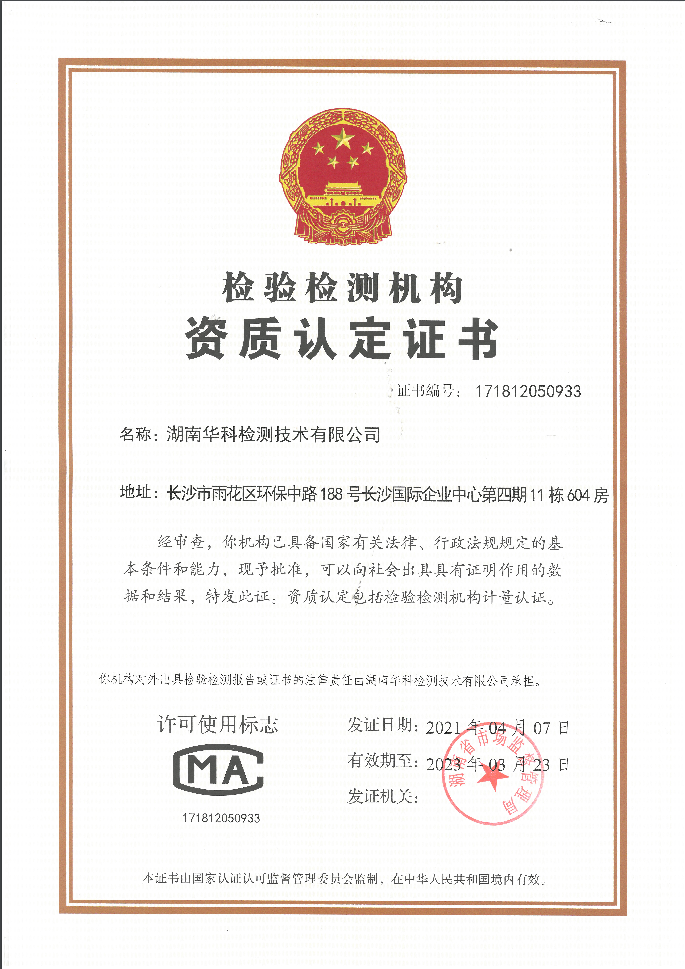 检验检测机构
资质认定证书
证书编号：171812050933
名称：湖南华科检测技术有限公司
地址：长沙市雨花区环保中路188号长沙国际企业中心第四期11栋604房
经审查，你机构已具备国家有关法律、行政法规规定的基
本条件和能力，现予批准，可以向社会出具具有证明作用的数
据和结果，特发此证。资质认定包括检验检测机构计量认证。
你机构对外出具检验检测报告或证书的法律责任由湖南华科检测技术有限公司承担。
许可使用标志
MA
171812050933
发证日期：2021年04月07日
有效期至：2023年03月23日
发证机关：
湖南省市场监督管理局
本证书由国家认证认可监督管理委员会监制，在中华人民共和国境内有效。